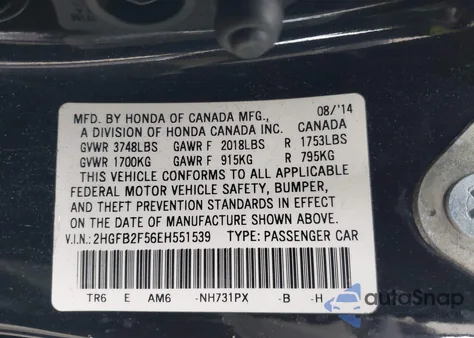 MFD. BY HONDA OF CANADA MFG., 08/'14
A DIVISION OF HONDA CANADA INC. CANADA
GVWR 3748LBS GAWR F 2018LBS R 1753LBS
GVWR 1700KG GAWR F 915KG R 795KG
THIS VEHICLE CONFORMS TO ALL APPLICABLE
FEDERAL MOTOR VEHICLE SAFETY, BUMPER,
AND THEFT PREVENTION STANDARDS IN EFFECT
ON THE DATE OF MANUFACTURE SHOWN ABOVE.
V.I.N.: 2HGFB2F56EH551539 TYPE: PASSENGER CAR
TR6 E AM6 -NH731PX -B -H
autoSnap